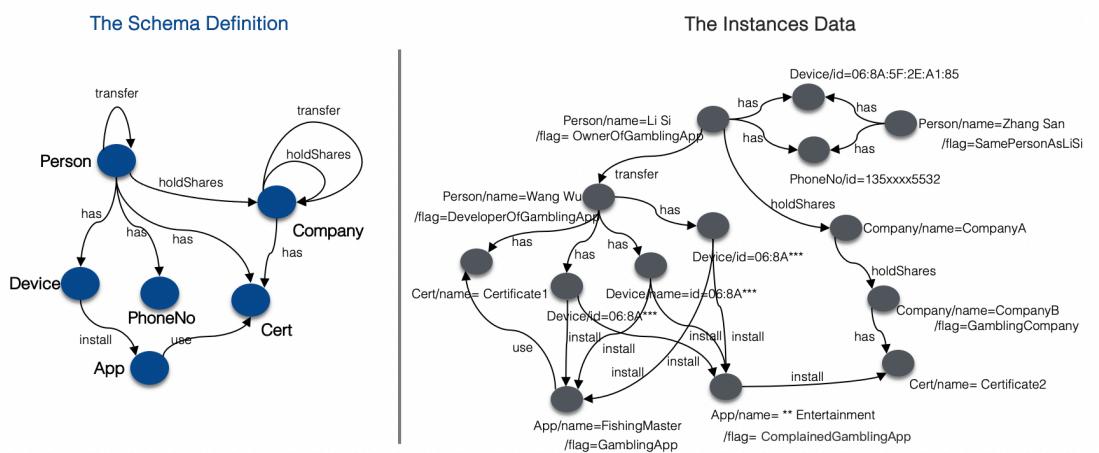 The Schema Definition
transfer
Person
transfer
holdShares
holdShares
Company
has
has
has
has
Device
PhoneNo
Cert
install
use
App
The Instances Data
Device/id=06:8A:5F:2E:A1:85
has
has
Person/name=Li Si
/flag= OwnerOfGamblingApp
Person/name=Zhang San
/flag=SamePersonAsLiSi
has
has
PhoneNo/id=135xxxx5532
transfer
Person/name=Wang Wu
/flag=DeveloperOfGamblingApp
has
holdShares
Company/name=CompanyA
has
has
has
Device/id=06:8A***
holdShares
Cert/name= Certificate1
Device/name=id=06:8A***
Device/id=06:8A***
Company/name=CompanyB
/flag=GamblingCompany
has
use
install
install
install
install
install
install
install
Cert/name= Certificate2
App/name=FishingMaster
/flag=GamblingApp
App/name= ** Entertainment
/flag= ComplainedGamblingApp